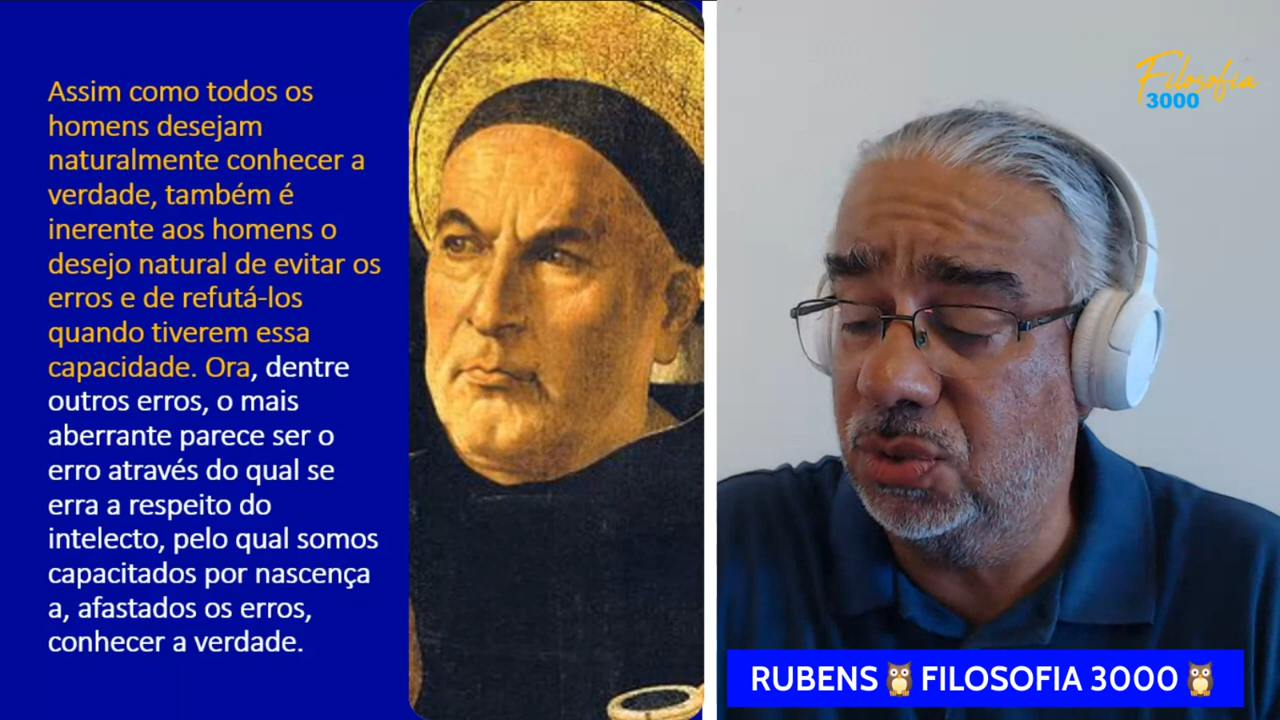 Assim como todos os
homens desejam
naturalmente conhecer a
verdade, também é
inerente aos homens o
desejo natural de evitar os
erros e de refutá-los
quando tiverem essa
capacidade. Ora, dentre
outros erros, o mais
aberrante parece ser o
erro através do qual se
erra a respeito do
intelecto, pelo qual somos
capacitados por nascença
a, afastados os erros,
conhecer a verdade.
Filosofia
3000
RUBENS🦉FILOSOFIA 3000🦉